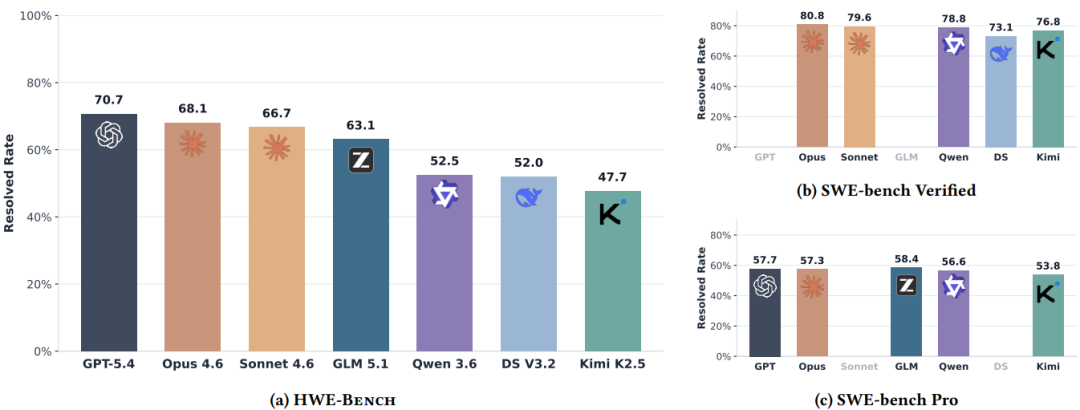 100%
80%
60%
40%
20%
0%
Resolved Rate
70.7
68.1
66.7
63.1
52.5
52.0
47.7
GPT-5.4 Opus 4.6 Sonnet 4.6 GLM 5.1 Qwen 3.6 DS V3.2 Kimi K2.5
(a) HWE-BENCH
80%
60%
40%
20%
0%
Resolved Rate
80.8 79.6 78.8 73.1 76.8
GPT Opus Sonnet GLM Qwen DS Kimi
(b) SWE-bench Verified
80%
60%
40%
20%
0%
Resolved Rate
57.7 57.3 58.4 56.6 53.8
GPT Opus Sonnet GLM Qwen DS Kimi
(c) SWE-bench Pro